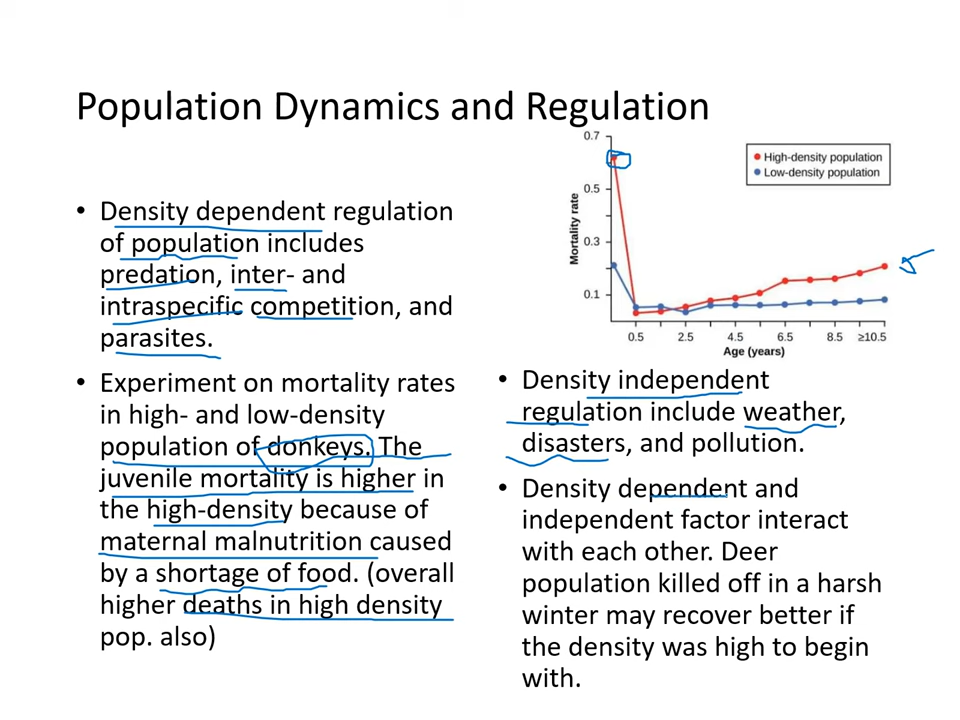 Population Dynamics and Regulation
• Density dependent regulation
of population includes
predation, inter- and
intraspecific competition, and
parasites.
• Experiment on mortality rates
in high- and low-density
population of donkeys. The
juvenile mortality is higher in
the high-density because of
maternal malnutrition caused
by a shortage of food. (overall
higher deaths in high density
pop. also)
0.7
0.5
0.3
0.1
Mortality rate
High-density population
Low-density population
0.5 2.5 4.5 6.5 8.5 ≥10.5
Age (years)
• Density independent
regulation include weather,
disasters, and pollution.
• Density dependent and
independent factor interact
with each other. Deer
population killed off in a harsh
winter may recover better if
the density was high to begin
with.